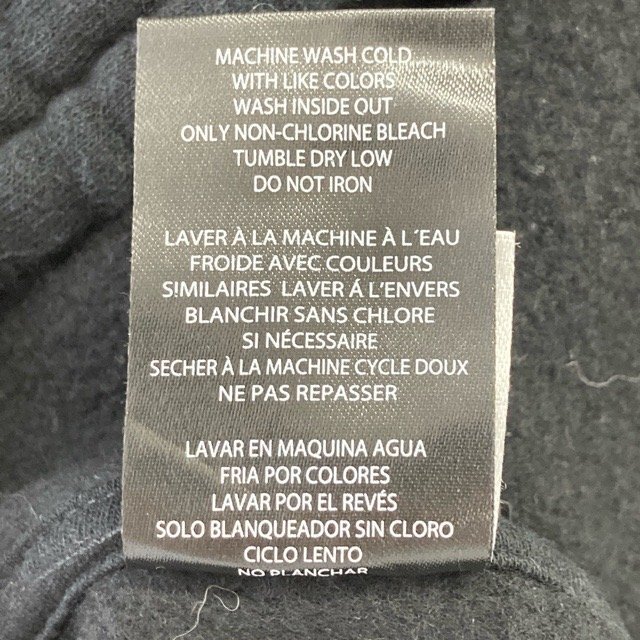 MACHINE WASH COLD
WITH LIKE COLORS
WASH INSIDE OUT
ONLY NON-CHLORINE BLEACH
TUMBLE DRY LOW
DO NOT IRON
LAVER À LA MACHINE À L´EAU
FROIDE AVEC COULEURS
S!MILAIRES LAVER Á L'ENVERS
BLANCHIR SANS CHLORE
SI NÉCESSAIRE
SECHER À LA MACHINE CYCLE DOUX
NE PAS REPASSER
LAVAR EN MAQUINA AGUA
FRIA POR COLORES
LAVAR POR EL REVÉS
SOLO BLANQUEADOR SIN CLORO
CICLO LENTO
NO PLANCHAR